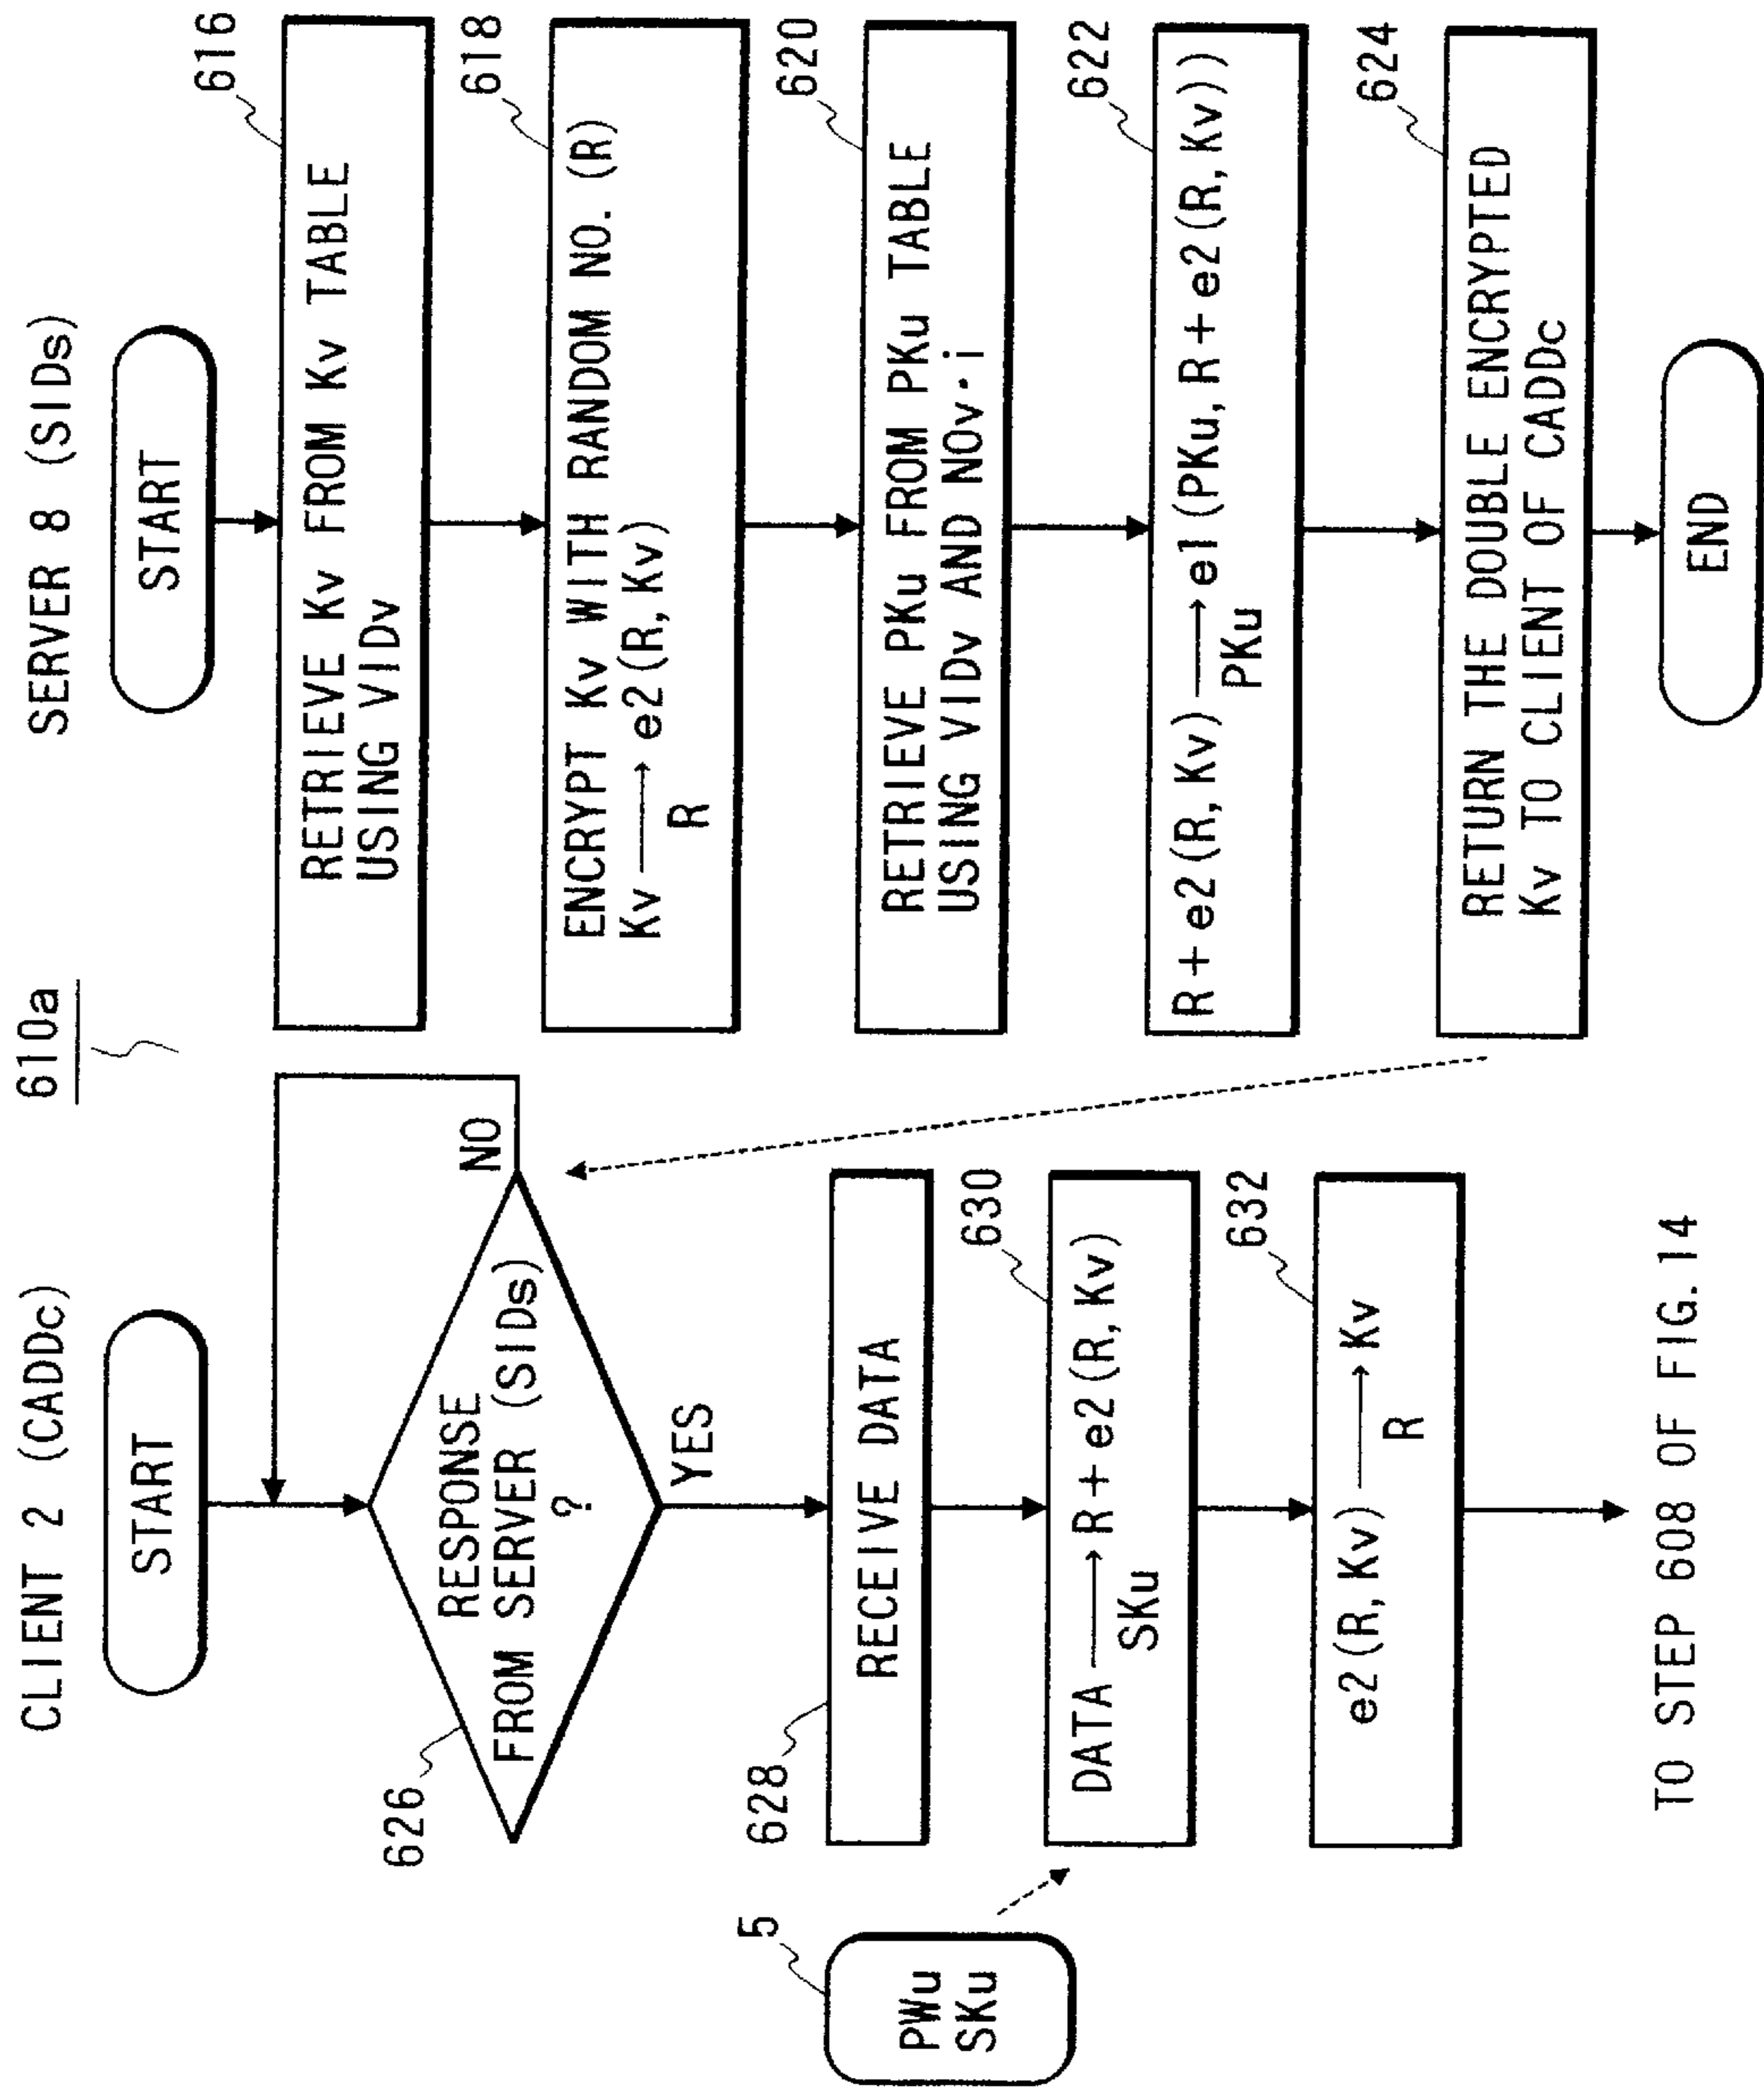 610a
CLIENT 2 (CADDc)
START
626
RESPONSE
FROM SERVER (SIDs)
?
NO
YES
628
RECEIVE DATA
5
PWu
SKu
630
DATA ⟶ R + e2 (R, Kv)
SKu
632
e2 (R, Kv) ⟶ Kv
R
TO STEP 608 OF FIG. 14
SERVER 8 (SIDs)
START
616
RETRIEVE Kv FROM Kv TABLE
USING VIDv
618
ENCRYPT Kv WITH RANDOM NO. (R)
Kv ⟶ e2 (R, Kv)
R
620
RETRIEVE PKu FROM PKu TABLE
USING VIDv AND NOv·i
622
R + e2 (R, Kv) ⟶ e1 (PKu, R + e2 (R, Kv))
PKu
624
RETURN THE DOUBLE ENCRYPTED
Kv TO CLIENT OF CADDc
END